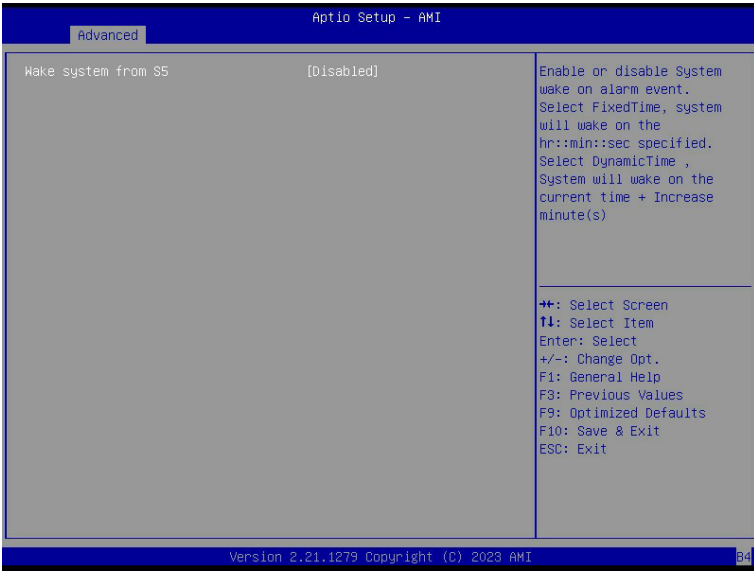 Aptio Setup – AMI
Advanced
Wake system from S5 [Disabled]
Enable or disable System
wake on alarm event.
Select FixedTime, system
will wake on the
hr::min::sec specified.
Select DynamicTime ,
System will wake on the
current time + Increase
minute(s)
→←: Select Screen
↑↓: Select Item
Enter: Select
+/-: Change Opt.
F1: General Help
F3: Previous Values
F9: Optimized Defaults
F10: Save & Exit
ESC: Exit
Version 2.21.1279 Copyright (C) 2023 AMI
B4